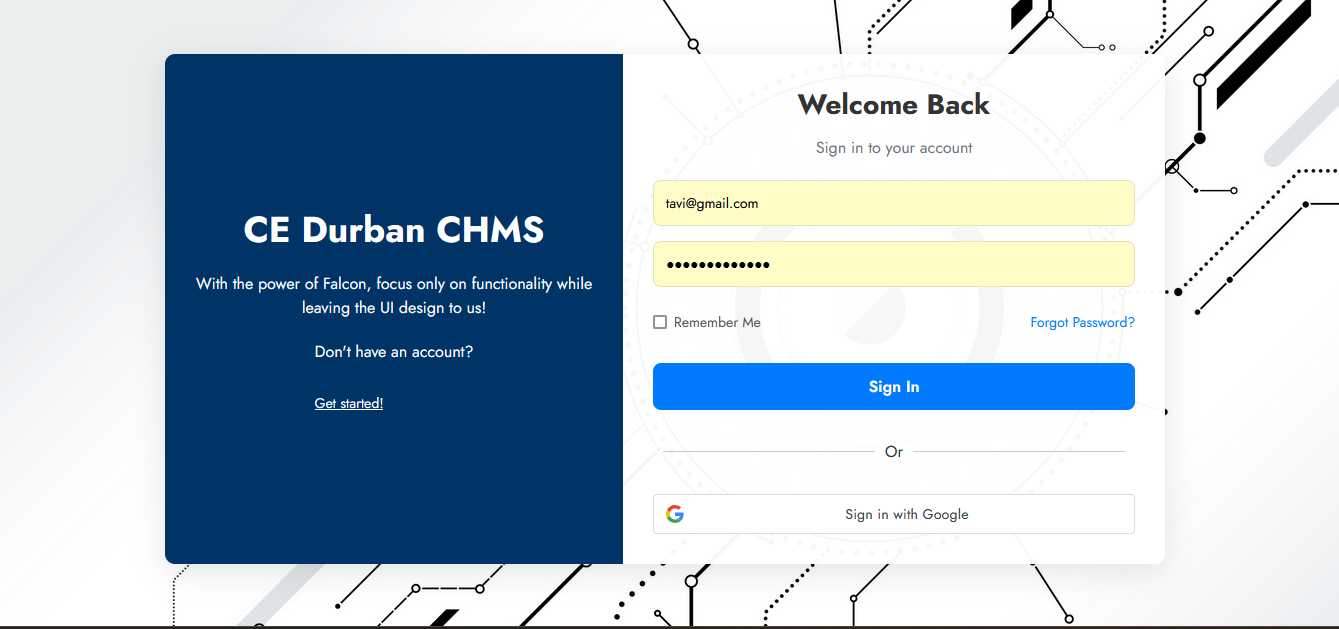 CE Durban CHMS
With the power of Falcon, focus only on functionality while
leaving the UI design to us!
Don't have an account?
Get started!
Welcome Back
Sign in to your account
tavi@gmail.com
•••••••••••••
Remember Me
Forgot Password?
Sign In
Or
Sign in with Google